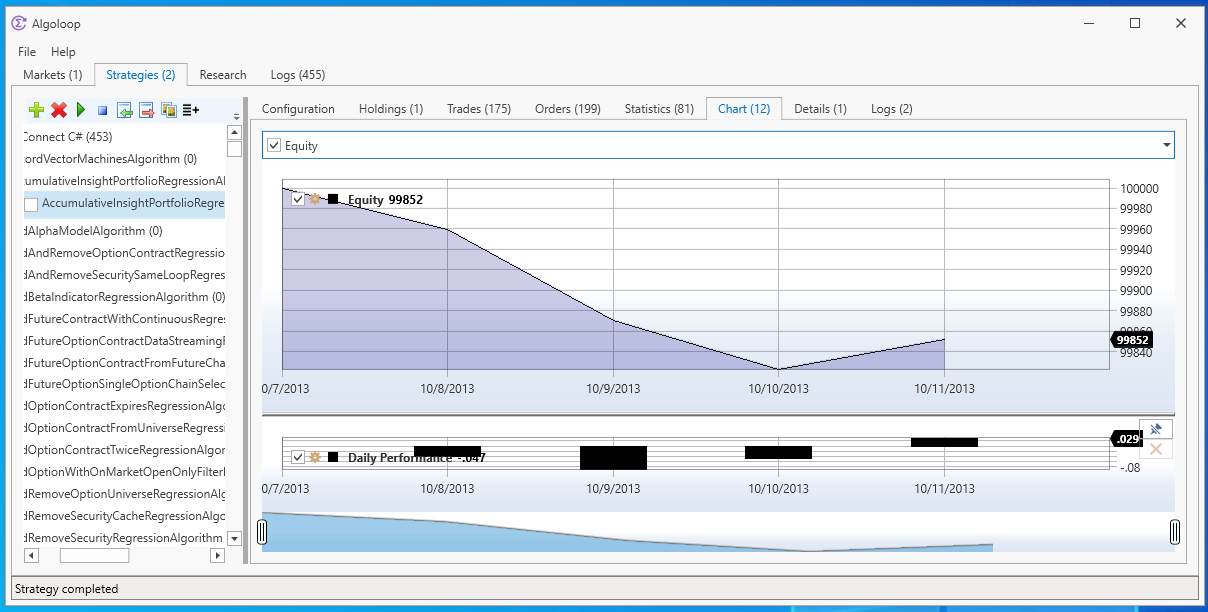 Algoloop
File Help
Markets (1) Strategies (2) Research Logs (455)
Configuration Holdings (1) Trades (175) Orders (199) Statistics (81) Chart (12) Details (1) Logs (2)
Connect C# (453)
ordVectorMachinesAlgorithm (0)
cumulativeInsightPortfolioRegressionAl
AccumulativeInsightPortfolioRegre
dAlphaModelAlgorithm (0)
dAndRemoveOptionContractRegressio
dAndRemoveSecuritySameLoopRegres
dBetaIndicatorRegressionAlgorithm (0)
dFutureContractWithContinuousRegres
dFutureOptionContractDataStreamingR
dFutureOptionContractFromFutureCha
dFutureOptionSingleOptionChainSelec
dOptionContractExpiresRegressionAlgo
dOptionContractFromUniverseRegressi
dOptionContractTwiceRegressionAlgor
dOptionWithOnMarketOpenOnlyFilterR
dRemoveOptionUniverseRegressionAlg
dRemoveSecurityCacheRegressionAlgo
dRemoveSecurityRegressionAlgorithm
Equity
Equity 99852
100000
99980
99960
99940
99920
99900
99880
99860
99852
99840
0/7/2013 10/8/2013 10/9/2013 10/10/2013 10/11/2013
Daily Performance -.047
.029
-.08
0/7/2013 10/8/2013 10/9/2013 10/10/2013 10/11/2013
Strategy completed